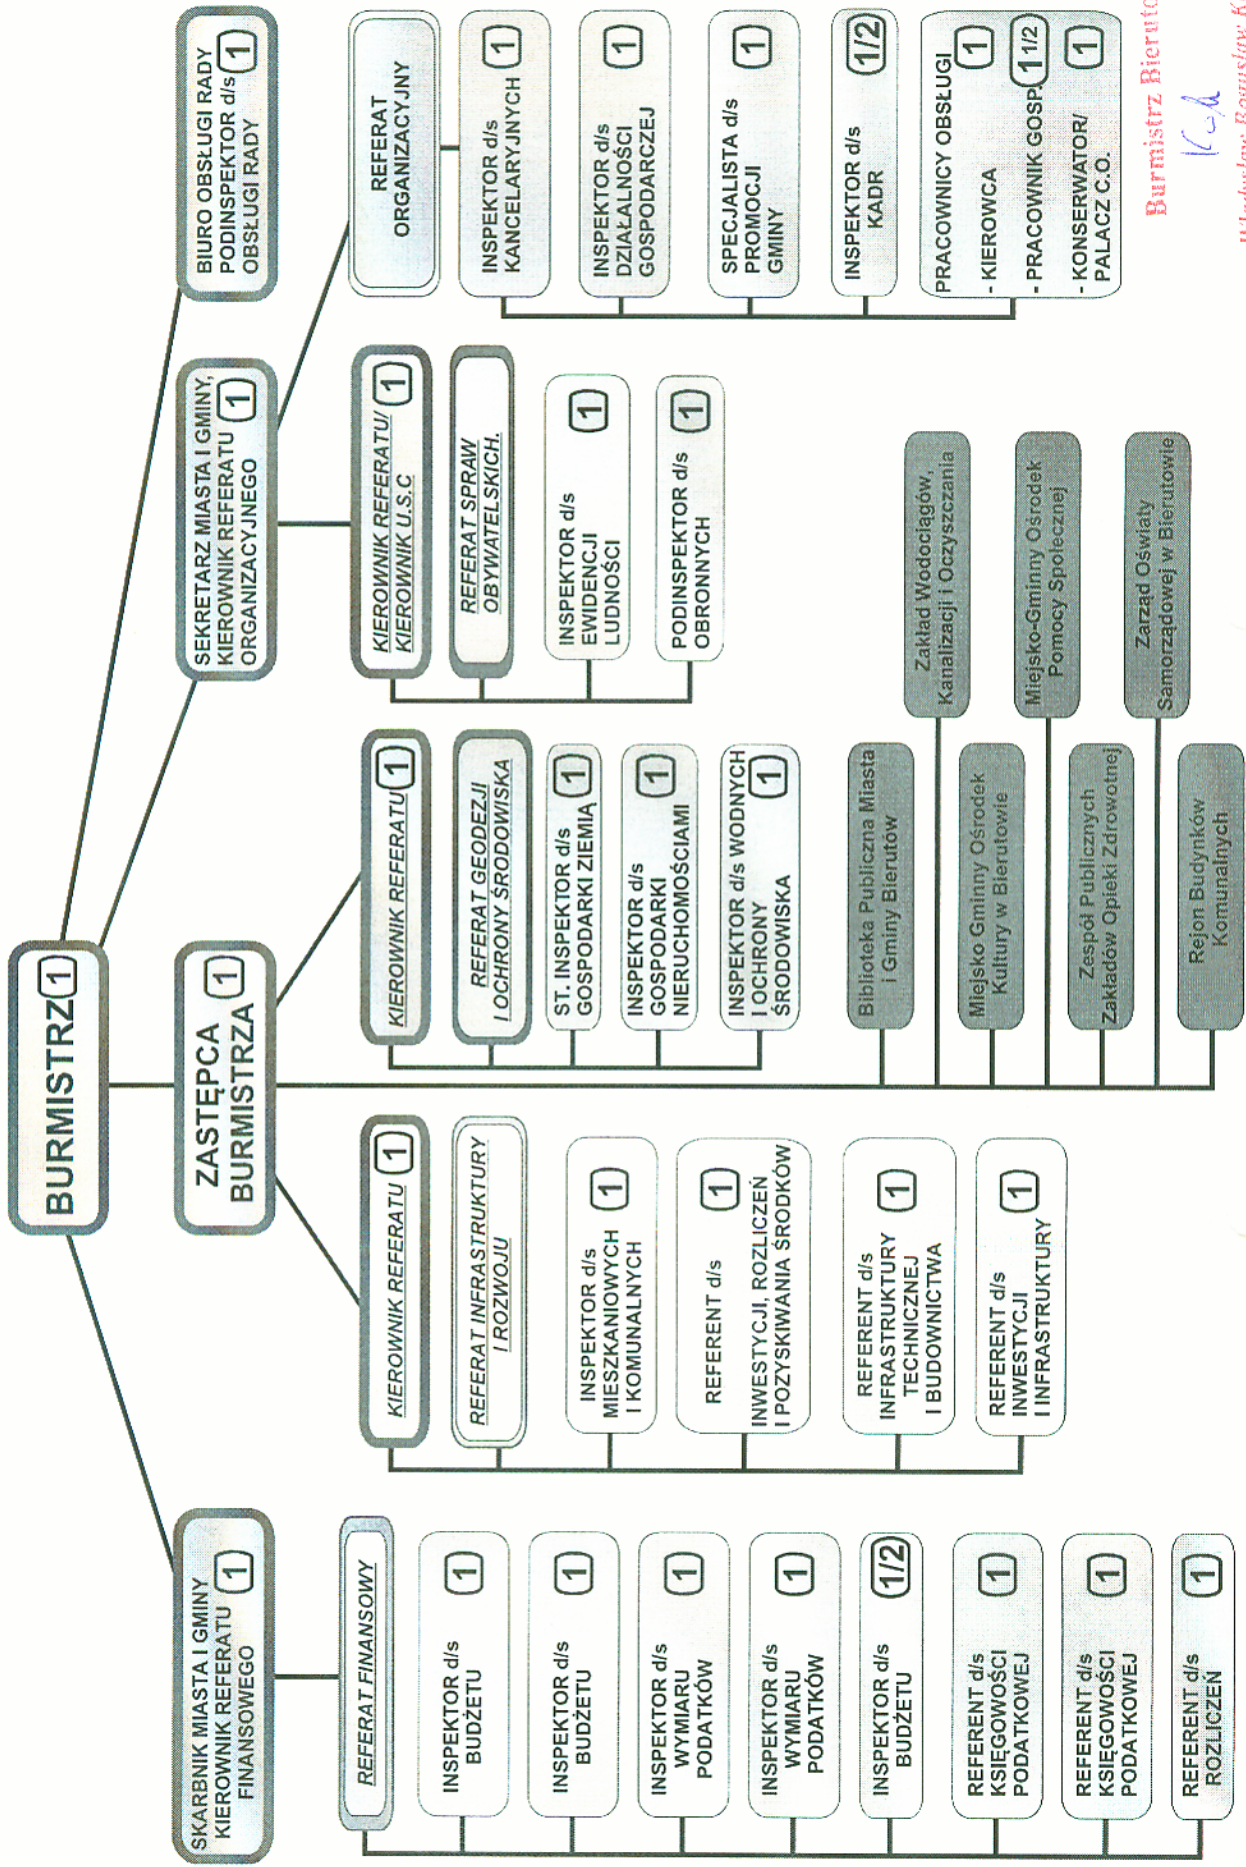 BURMISTRZ 1
ZASTĘPCA
BURMISTRZA 1
SKARBNIK MIASTA I GMINY
KIEROWNIK REFERATU 1
FINANSOWEGO
SEKRETARZ MIASTA I GMINY,
KIEROWNIK REFERATU 1
ORGANIZACYJNEGO
BIURO OBSŁUGI RADY
PODINSPEKTOR d/s 1
OBSŁUGI RADY
REFERAT FINANSOWY
INSPEKTOR d/s
BUDŻETU 1
INSPEKTOR d/s
BUDŻETU 1
INSPEKTOR d/s
WYMIARU 1
PODATKÓW
INSPEKTOR d/s
WYMIARU 1
PODATKÓW
INSPEKTOR d/s
BUDŻETU 1/2
REFERENT d/s
KSIĘGOWOŚCI 1
PODATKOWEJ
REFERENT d/s
KSIĘGOWOŚCI 1
PODATKOWEJ
REFERENT d/s
ROZLICZEŃ 1
KIEROWNIK REFERATU 1
REFERAT INFRASTRUKTURY
I ROZWOJU
INSPEKTOR d/s
MIESZKANIOWYCH 1
I KOMUNALNYCH
REFERENT d/s 1
INWESTYCJI, ROZLICZEŃ
I POZYSKIWANIA ŚRODKÓW
REFERENT d/s
INFRASTRUKTURY 1
TECHNICZNEJ
I BUDOWNICTWA
REFERENT d/s
INWESTYCJI 1
I INFRASTRUKTURY
KIEROWNIK REFERATU 1
REFERAT GEODEZJI
I OCHRONY ŚRODOWISKA
ST. INSPEKTOR d/s
GOSPODARKI ZIEMIĄ 1
INSPEKTOR d/s
GOSPODARKI 1
NIERUCHOMOŚCIAMI
INSPEKTOR d/s WODNYCH
I OCHRONY 1
ŚRODOWISKA
Biblioteka Publiczna Miasta
i Gminy Bierutów
Zakład Wodociągów,
Kanalizacji i Oczyszczania
Miejsko Gminny Ośrodek
Kultury w Bierutowie
Miejsko-Gminny Ośrodek
Pomocy Społecznej
Zespół Publicznych
Zakładów Opieki Zdrowotnej
Zarząd Oświaty
Samorządowej w Bierutowie
Rejon Budynków
Komunalnych
KIEROWNIK REFERATU/
KIEROWNIK U.S.C 1
REFERAT SPRAW
OBYWATELSKICH.
INSPEKTOR d/s
EWIDENCJI 1
LUDNOŚCI
PODINSPEKTOR d/s
OBRONNYCH 1
REFERAT
ORGANIZACYJNY
INSPEKTOR d/s
KANCELARYJNYCH 1
INSPEKTOR d/s
DZIAŁALNOŚCI 1
GOSPODARCZEJ
SPECJALISTA d/s
PROMOCJI 1
GMINY
INSPEKTOR d/s
KADR 1/2
PRACOWNICY OBSŁUGI
- KIEROWCA 1
- PRACOWNIK GOSP. 1 1/2
- KONSERWATOR/ 1
PALACZ C.O.
Burmistrz Bieruto
Władysław Bogusław K